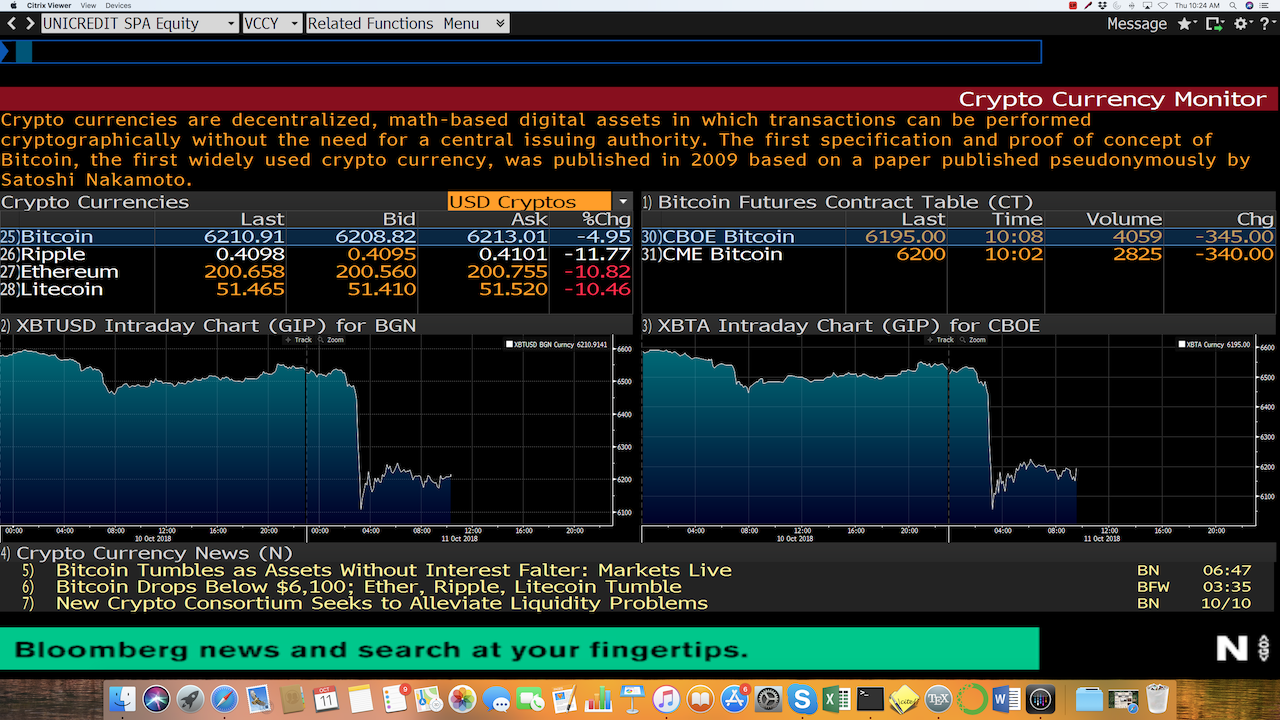 Citrix Viewer View Devices Thu 10:24 AM
UNICREDIT SPA Equity VCCY Related Functions Menu Message ?
Crypto Currency Monitor
Crypto currencies are decentralized, math-based digital assets in which transactions can be performed
cryptographically without the need for a central issuing authority. The first specification and proof of concept of
Bitcoin, the first widely used crypto currency, was published in 2009 based on a paper published pseudonymously by
Satoshi Nakamoto.
Crypto Currencies USD Cryptos
Last Bid Ask %Chg
25) Bitcoin 6210.91 6208.82 6213.01 -4.95
26) Ripple 0.4098 0.4095 0.4101 -11.77
27) Ethereum 200.658 200.560 200.755 -10.82
28) Litecoin 51.465 51.410 51.520 -10.46
1) Bitcoin Futures Contract Table (CT)
Last Time Volume Chg
30) CBOE Bitcoin 6195.00 10:08 4059 -345.00
31) CME Bitcoin 6200 10:02 2825 -340.00
2) XBTUSD Intraday Chart (GIP) for BGN
Track Zoom
XBTUSD BGN Curncy 6210.9141
6600
6500
6400
6300
6200
6100
00:00 04:00 08:00 12:00 16:00 20:00 00:00 04:00 08:00 12:00 16:00 20:00
10 Oct 2018 11 Oct 2018
3) XBTA Intraday Chart (GIP) for CBOE
Track Zoom
XBTA Curncy 6195.00
6600
6500
6400
6300
6200
6100
04:00 08:00 12:00 16:00 20:00 04:00 08:00 12:00 16:00 20:00
10 Oct 2018 11 Oct 2018
4) Crypto Currency News (N)
5) Bitcoin Tumbles as Assets Without Interest Falter: Markets Live BN 06:47
6) Bitcoin Drops Below $6,100; Ether, Ripple, Litecoin Tumble BFW 03:35
7) New Crypto Consortium Seeks to Alleviate Liquidity Problems BN 10/10
Bloomberg news and search at your fingertips.
N
OCT
11
9
6
TEX